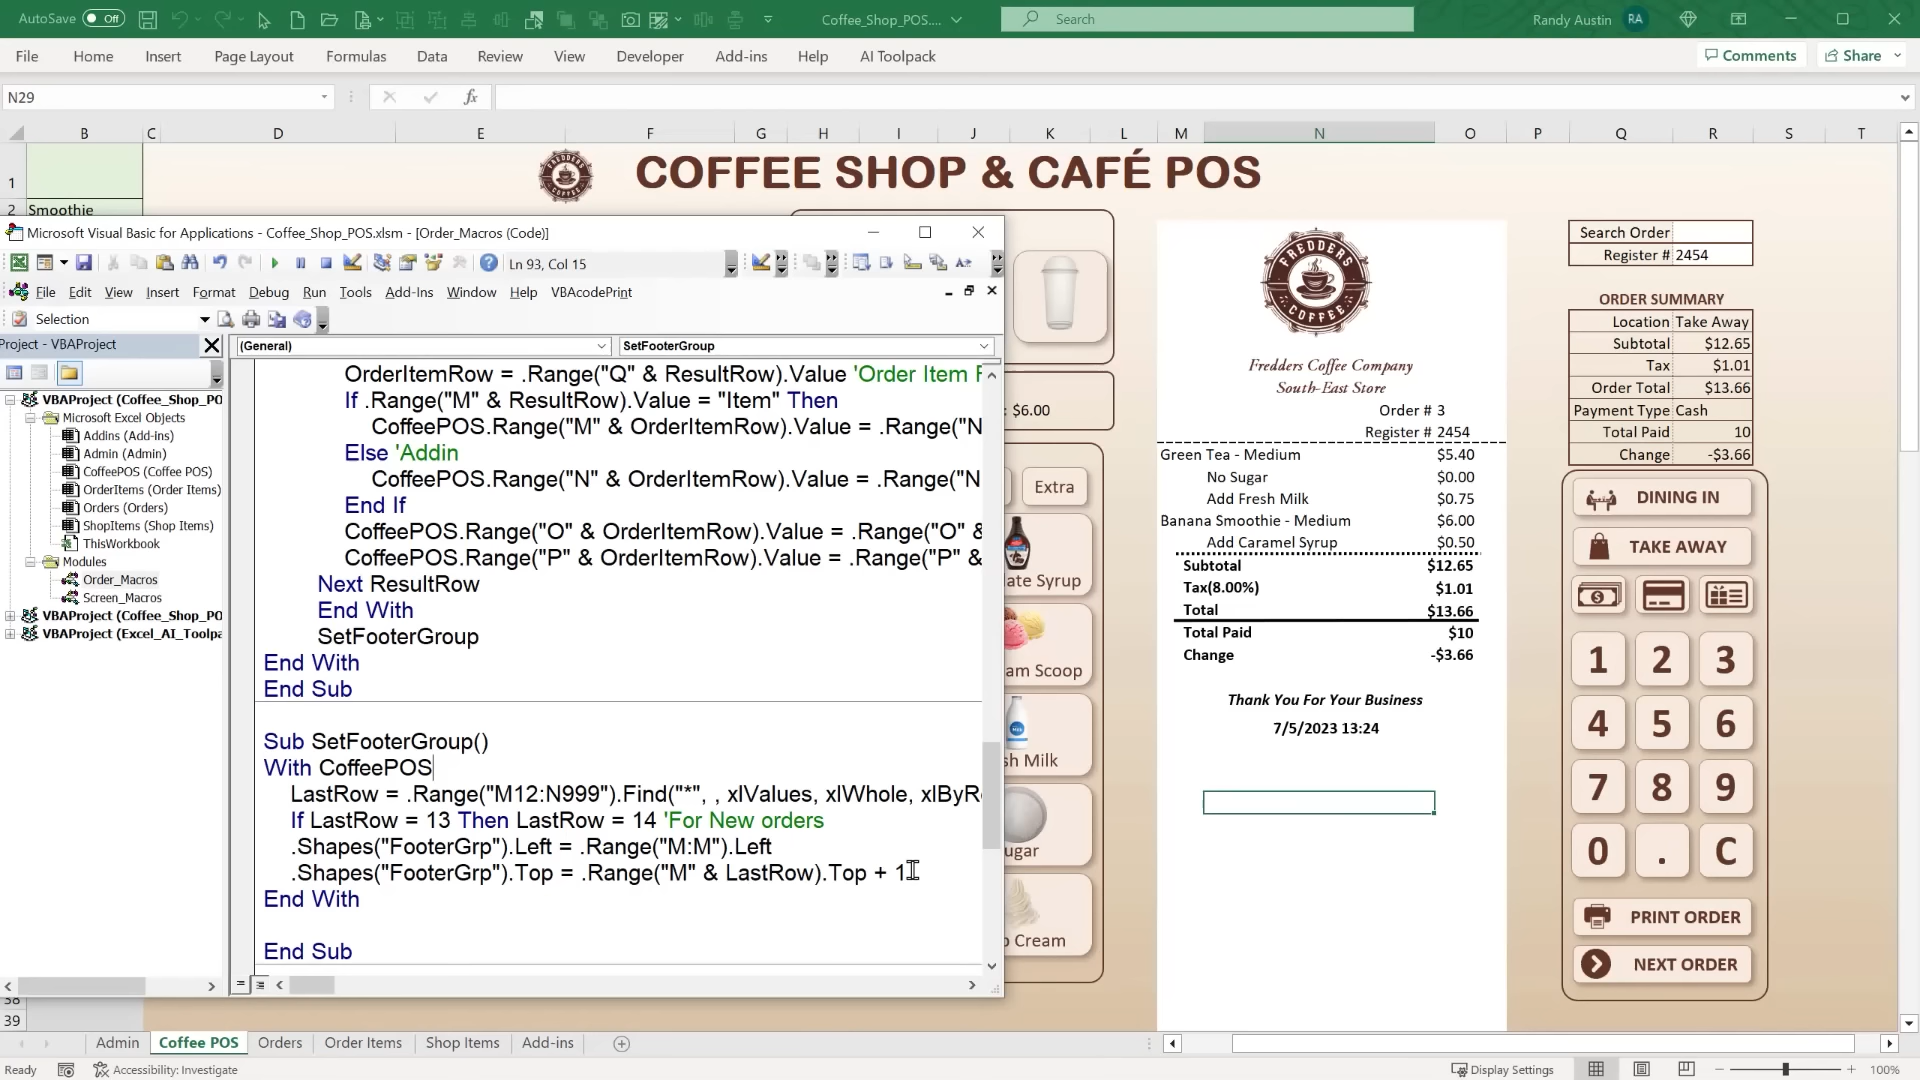 AutoSave Off
Coffee_Shop_POS....
Search
Randy Austin RA
File Home Insert Page Layout Formulas Data Review View Developer Add-ins Help AI Toolpack
Comments Share
N29
fx
B C D E F G H I J K L M N O P Q R S T
1
2 Smoothie
FREDDERS COFFEE
COFFEE SHOP & CAFÉ POS
Microsoft Visual Basic for Applications - Coffee_Shop_POS.xlsm - [Order_Macros (Code)]
Ln 93, Col 15
File Edit View Insert Format Debug Run Tools Add-Ins Window Help VBAcodePrint
Selection
Project - VBAProject
(General) SetFooterGroup
VBAProject (Coffee_Shop_PO
Microsoft Excel Objects
Addins (Add-ins)
Admin (Admin)
CoffeePOS (Coffee POS)
OrderItems (Order Items)
Orders (Orders)
ShopItems (Shop Items)
ThisWorkbook
Modules
Order_Macros
Screen_Macros
VBAProject (Coffee_Shop_PO
VBAProject (Excel_AI_Toolpa
OrderItemRow = .Range("Q" & ResultRow).Value 'Order Item R
If .Range("M" & ResultRow).Value = "Item" Then
CoffeePOS.Range("M" & OrderItemRow).Value = .Range("N
Else 'Addin
CoffeePOS.Range("N" & OrderItemRow).Value = .Range("N
End If
CoffeePOS.Range("O" & OrderItemRow).Value = .Range("O" &
CoffeePOS.Range("P" & OrderItemRow).Value = .Range("P" &
Next ResultRow
End With
SetFooterGroup
End With
End Sub
Sub SetFooterGroup()
With CoffeePOS
LastRow = .Range("M12:N999").Find("*", , xlValues, xlWhole, xlByR
If LastRow = 13 Then LastRow = 14 'For New orders
.Shapes("FooterGrp").Left = .Range("M:M").Left
.Shapes("FooterGrp").Top = .Range("M" & LastRow).Top + 1
End With
End Sub
: $6.00
Extra
ate Syrup
am Scoop
sh Milk
ugar
p Cream
FREDDERS COFFEE
Fredders Coffee Company
South-East Store
Order # 3
Register # 2454
Green Tea - Medium $5.40
No Sugar $0.00
Add Fresh Milk $0.75
Banana Smoothie - Medium $6.00
Add Caramel Syrup $0.50
Subtotal $12.65
Tax(8.00%) $1.01
Total $13.66
Total Paid $10
Change -$3.66
Thank You For Your Business
7/5/2023 13:24
Search Order
Register # 2454
ORDER SUMMARY
Location Take Away
Subtotal $12.65
Tax $1.01
Order Total $13.66
Payment Type Cash
Total Paid 10
Change -$3.66
DINING IN
TAKE AWAY
1 2 3
4 5 6
7 8 9
0 . C
PRINT ORDER
NEXT ORDER
38
39
Admin Coffee POS Orders Order Items Shop Items Add-ins
Ready Accessibility: Investigate Display Settings 100%